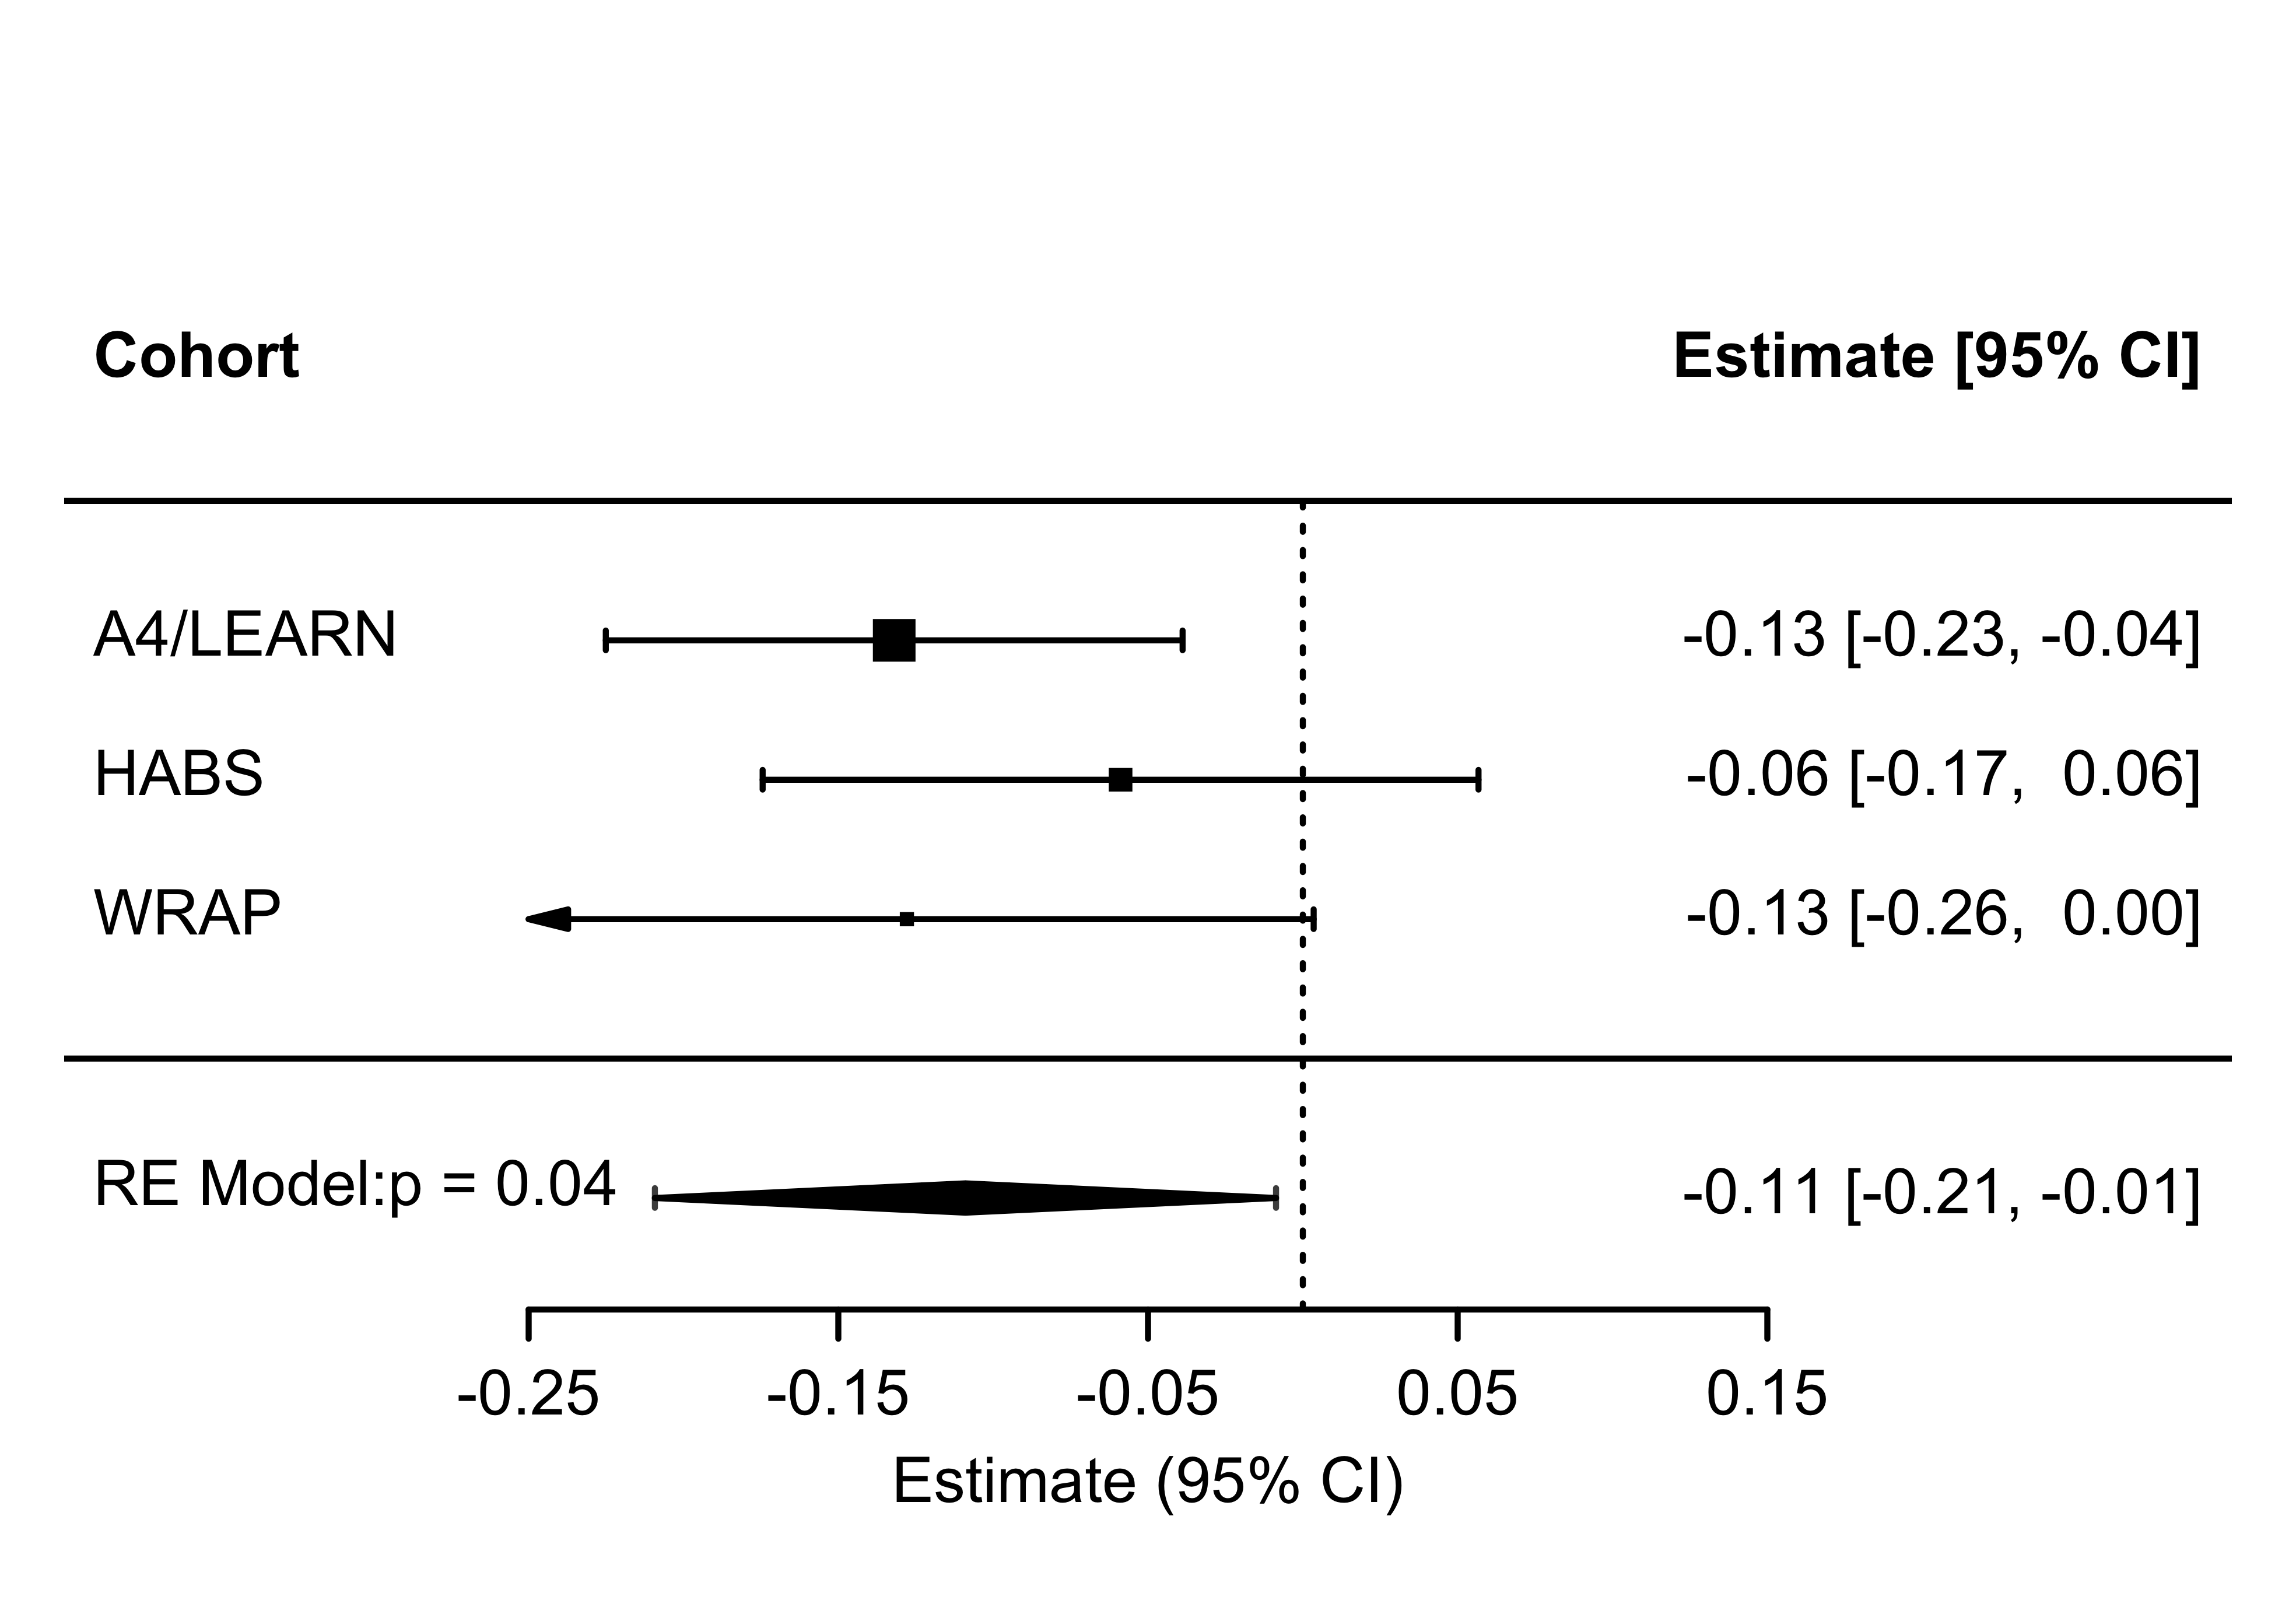 Cohort Estimate [95% CI]
A4/LEARN -0.13 [-0.23, -0.04]
HABS -0.06 [-0.17, 0.06]
WRAP -0.13 [-0.26, 0.00]
RE Model:p = 0.04 -0.11 [-0.21, -0.01]
-0.25 -0.15 -0.05 0.05 0.15
Estimate (95% CI)